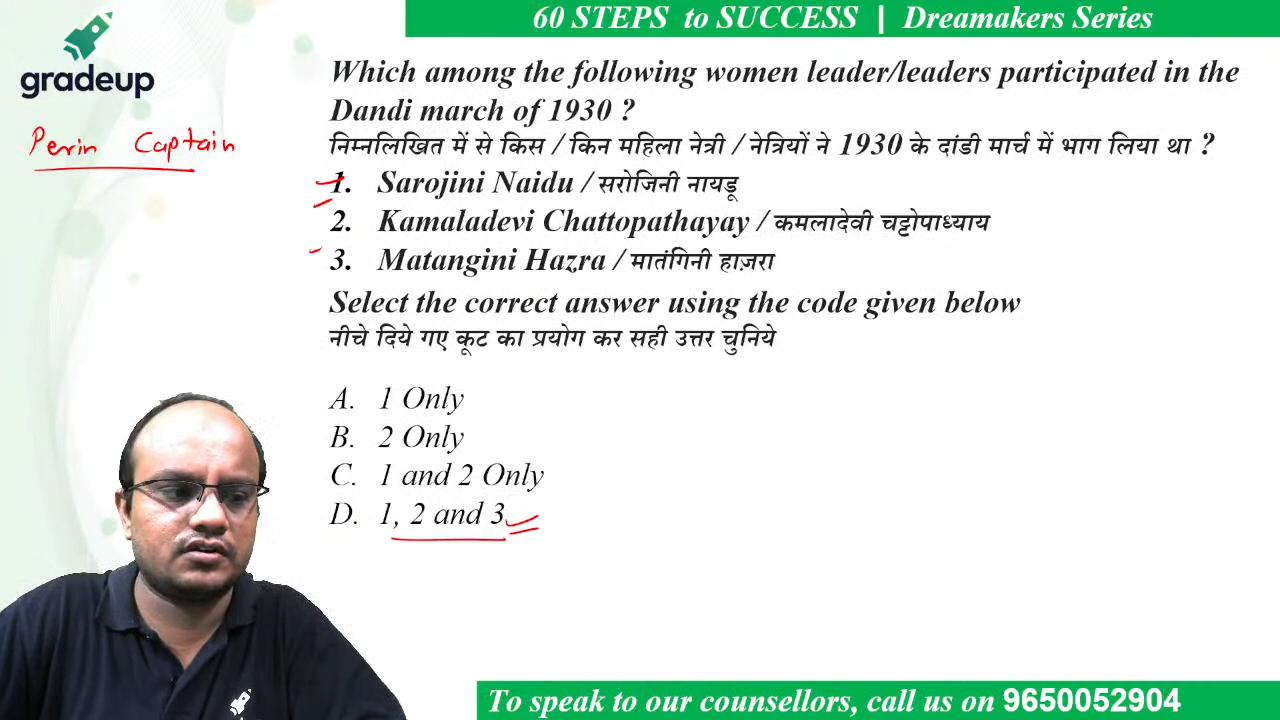 60 STEPS to SUCCESS | Dreamakers Series
gradeup
Perin Captain
Which among the following women leader/leaders participated in the
Dandi march of 1930 ?
निम्नलिखित में से किस / किन महिला नेत्री / नेत्रियों ने 1930 के दांडी मार्च में भाग लिया था ?
1. Sarojini Naidu / सरोजिनी नायडू
2. Kamaladevi Chattopathayay / कमलादेवी चट्टोपाध्याय
3. Matangini Hazra / मातंगिनी हाज़रा
Select the correct answer using the code given below
नीचे दिये गए कूट का प्रयोग कर सही उत्तर चुनिये
A. 1 Only
B. 2 Only
C. 1 and 2 Only
D. 1, 2 and 3
To speak to our counsellors, call us on 9650052904